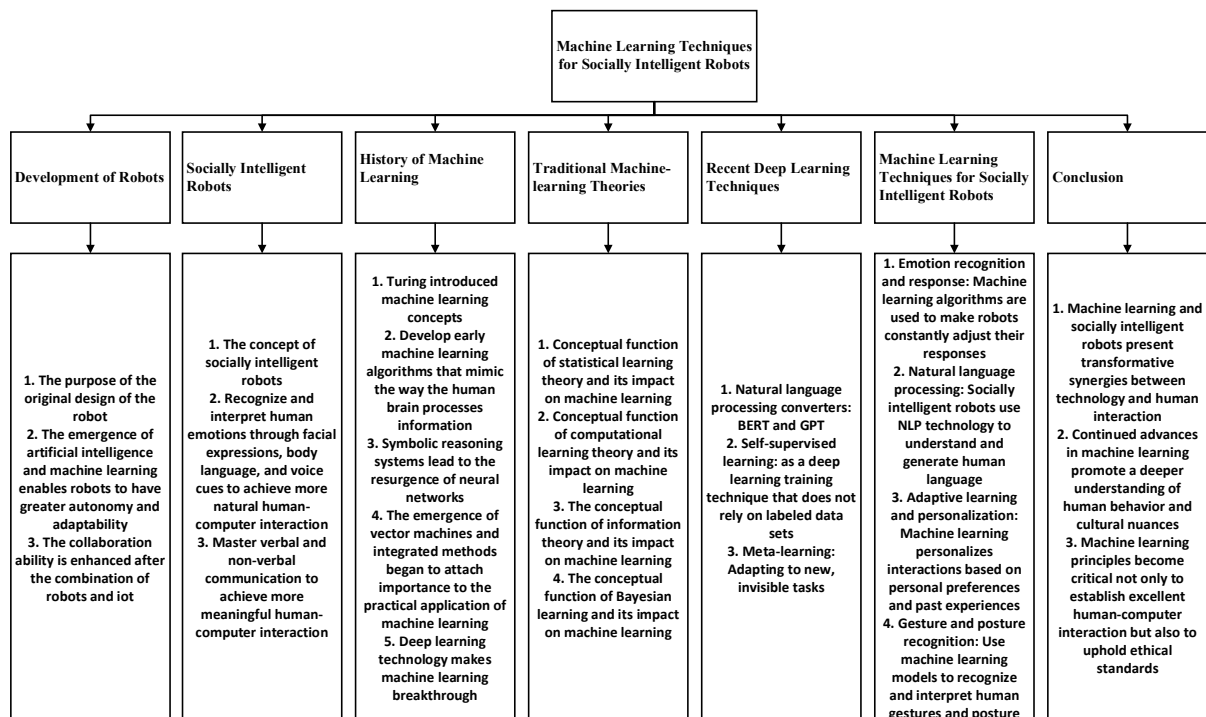 Machine Learning Techniques
for Socially Intelligent Robots
Development of Robots
Socially Intelligent
Robots
History of Machine
Learning
Traditional Machine-
learning Theories
Recent Deep Learning
Techniques
Machine Learning
Techniques for Socially
Intelligent Robots
Conclusion
1. The purpose of the
original design of the
robot
2. The emergence of
artificial intelligence
and machine learning
enables robots to have
greater autonomy and
adaptability
3. The collaboration
ability is enhanced after
the combination of
robots and iot
1. The concept of
socially intelligent
robots
2. Recognize and
interpret human
emotions through facial
expressions, body
language, and voice
cues to achieve more
natural human-
computer interaction
3. Master verbal and
non-verbal
communication to
achieve more
meaningful human-
computer interaction
1. Turing introduced
machine learning
concepts
2. Develop early
machine learning
algorithms that mimic
the way the human
brain processes
information
3. Symbolic reasoning
systems lead to the
resurgence of neural
networks
4. The emergence of
vector machines and
integrated methods
began to attach
importance to the
practical application of
machine learning
5. Deep learning
technology makes
machine learning
breakthrough
1. Conceptual function
of statistical learning
theory and its impact
on machine learning
2. Conceptual function
of computational
learning theory and its
impact on machine
learning
3. The conceptual
function of information
theory and its impact
on machine learning
4. The conceptual
function of Bayesian
learning and its impact
on machine learning
1. Natural language
processing converters:
BERT and GPT
2. Self-supervised
learning: as a deep
learning training
technique that does not
rely on labeled data
sets
3. Meta-learning:
Adapting to new,
invisible tasks
1. Emotion recognition
and response: Machine
learning algorithms are
used to make robots
constantly adjust their
responses
2. Natural language
processing: Socially
intelligent robots use
NLP technology to
understand and
generate human
language
3. Adaptive learning
and personalization:
Machine learning
personalizes
interactions based on
personal preferences
and past experiences
4. Gesture and posture
recognition: Use
machine learning
models to recognize
and interpret human
gestures and posture
1. Machine learning and
socially intelligent
robots present
transformative
synergies between
technology and human
interaction
2. Continued advances
in machine learning
promote a deeper
understanding of
human behavior and
cultural nuances
3. Machine learning
principles become
critical not only to
establish excellent
human-computer
interaction but also to
uphold ethical
standards